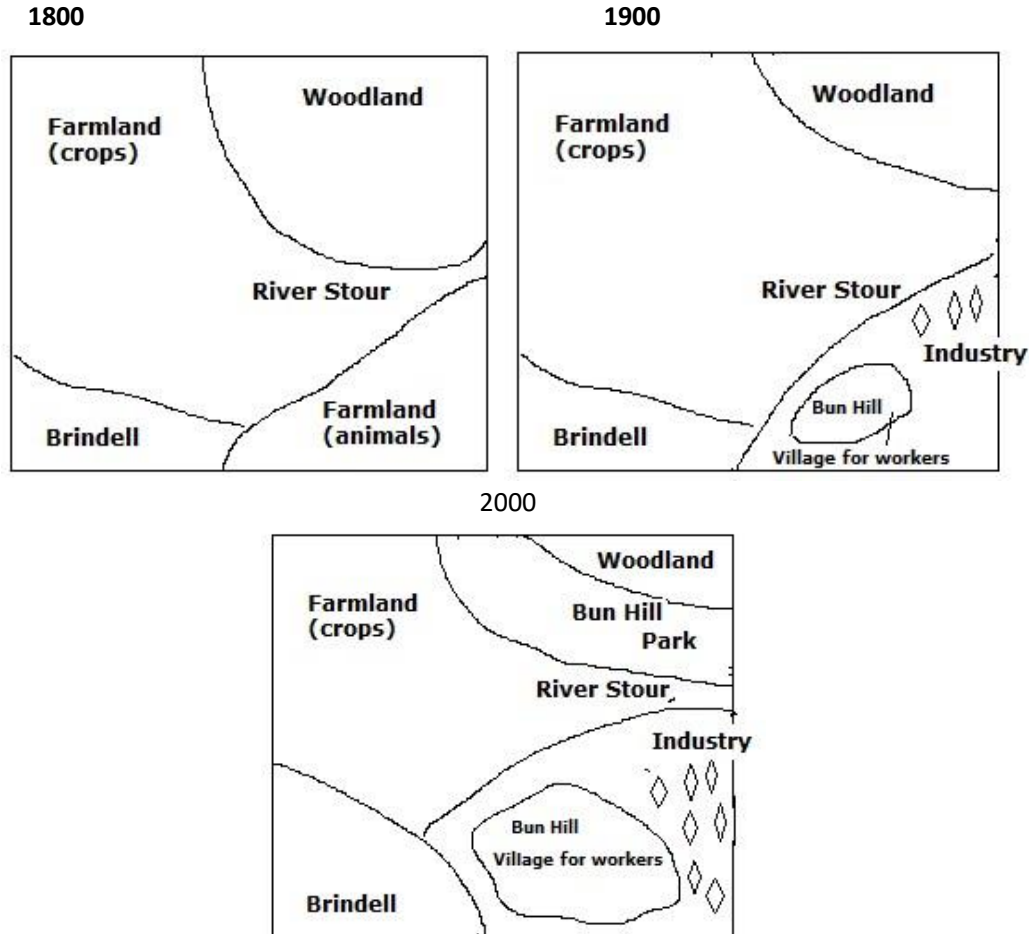 1800
Woodland
Farmland
(crops)
River Stour
Farmland
(animals)
Brindell
1900
Woodland
Farmland
(crops)
River Stour
Industry
Bun Hill
Brindell
Village for workers
2000
Woodland
Farmland
(crops)
Bun Hill
Park
River Stour
Industry
Bun Hill
Village for workers
Brindell